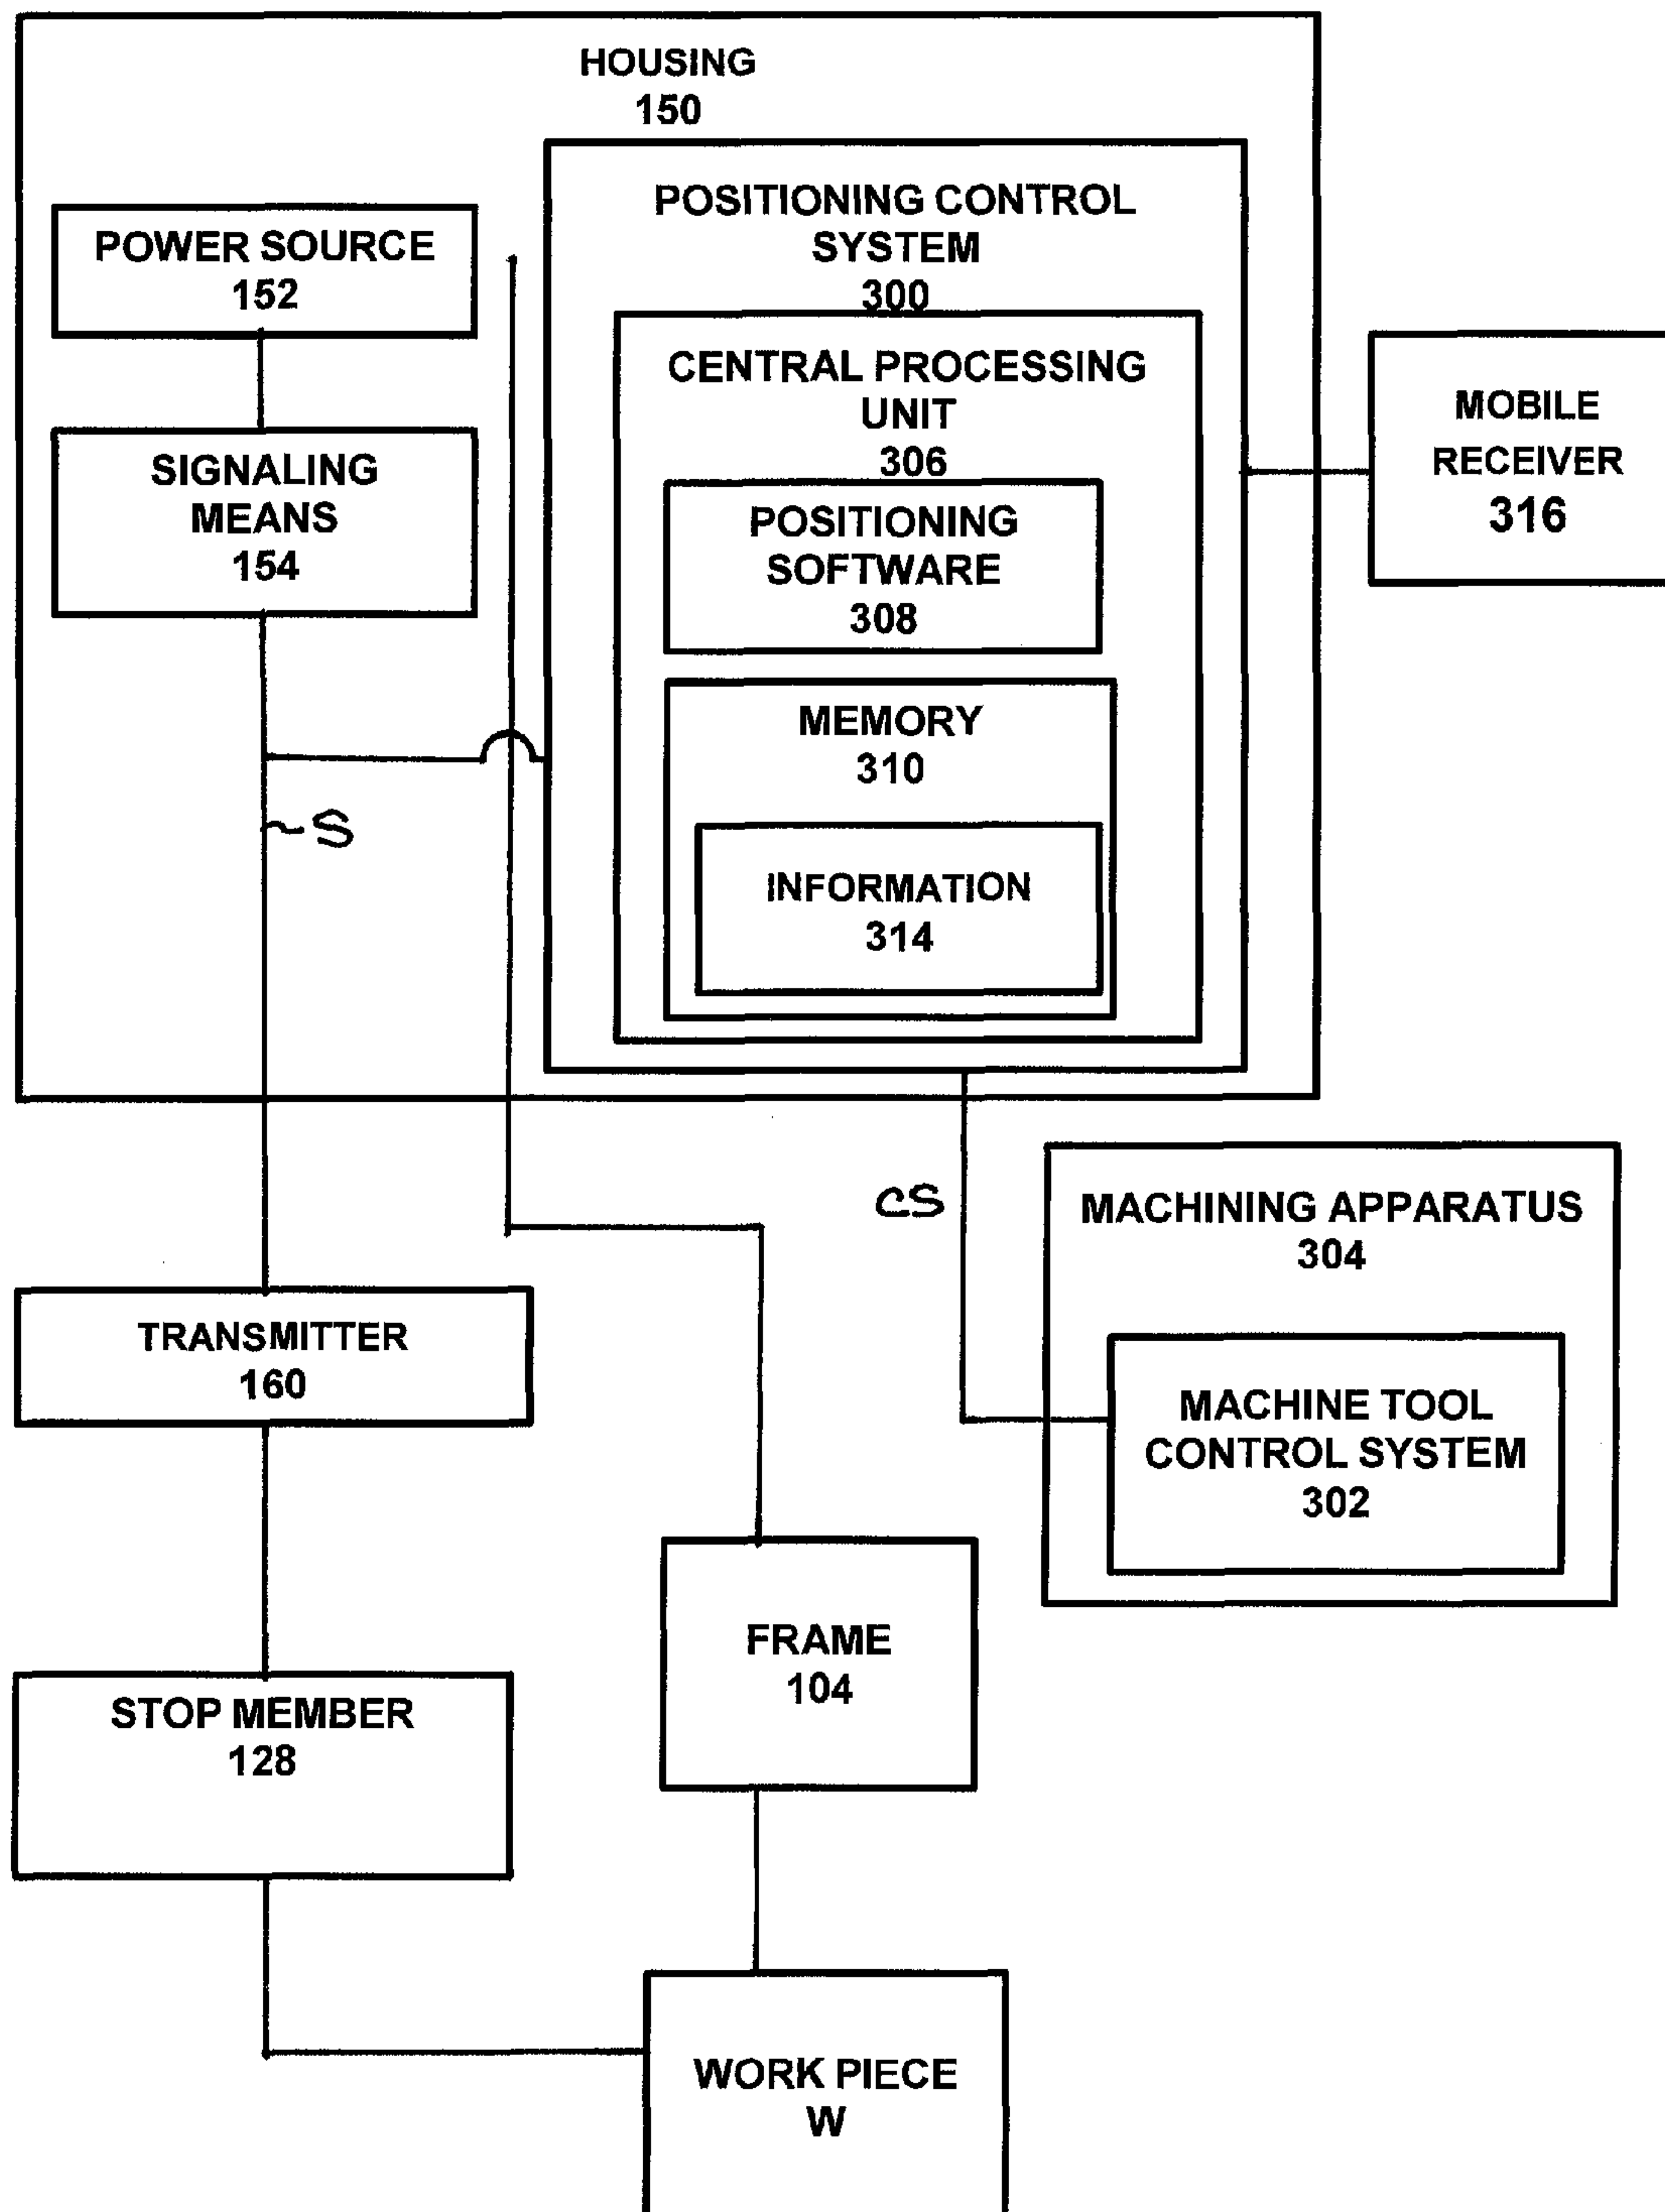 HOUSING
150
POSITIONING CONTROL
SYSTEM
300
POWER SOURCE
152
CENTRAL PROCESSING
UNIT
306
MOBILE
RECEIVER
316
SIGNALING
MEANS
154
POSITIONING
SOFTWARE
308
MEMORY
310
S
INFORMATION
314
CS
MACHINING APPARATUS
304
TRANSMITTER
160
MACHINE TOOL
CONTROL SYSTEM
302
FRAME
104
STOP MEMBER
128
WORK PIECE
W